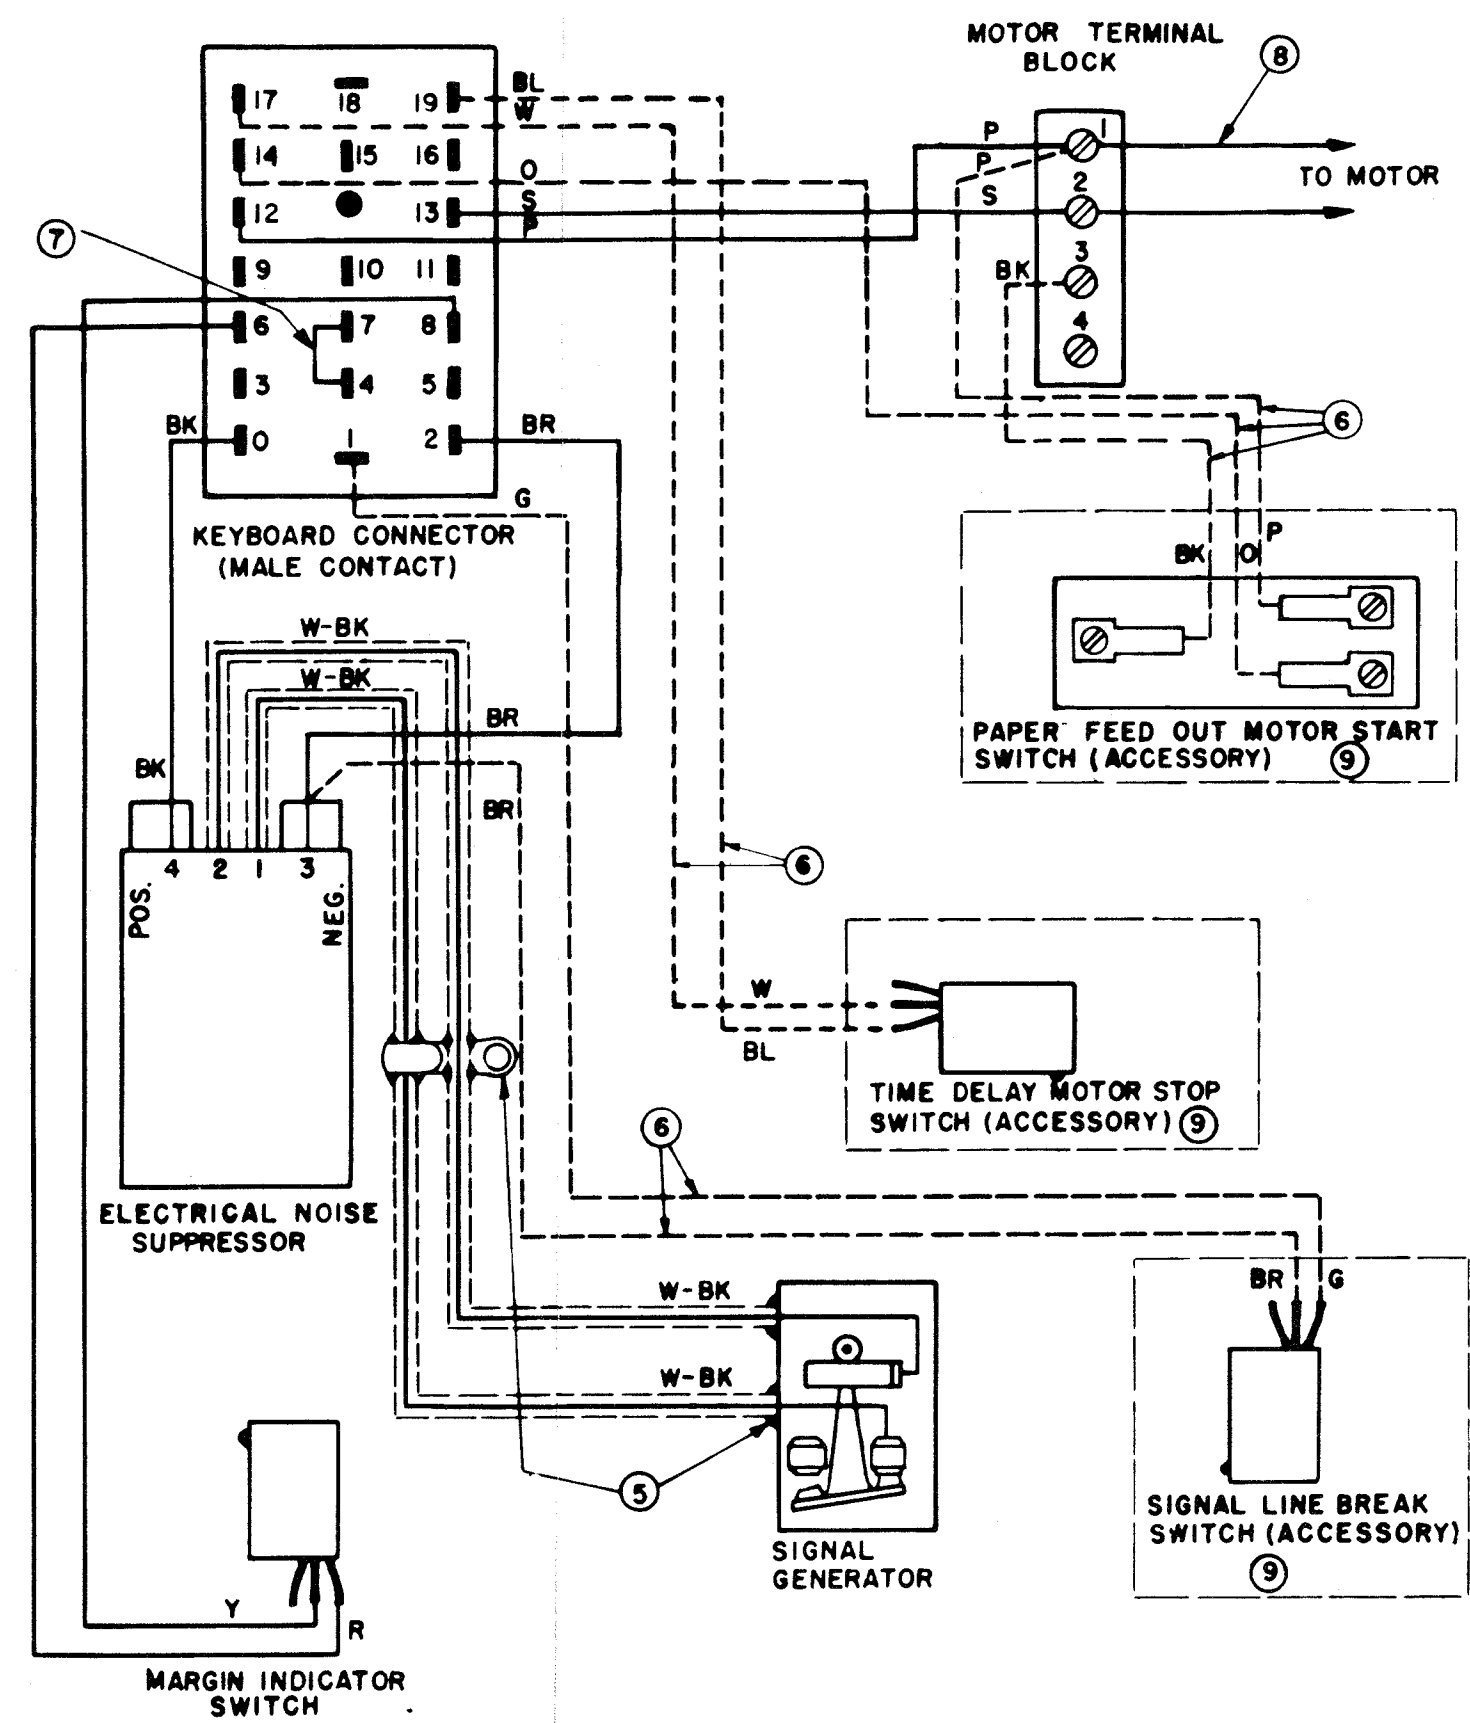 MOTOR TERMINAL
BLOCK
8
17 18 19
BL
W
P
1
14 15 16
O
P
2
TO MOTOR
12 13
S
P
S
7
9 10 11
BK
3
6 7 8
4
3 4 5
BK
0 1 2
BR
6
G
KEYBOARD CONNECTOR
(MALE CONTACT)
BK O P
W-BK
W-BK
BR
PAPER FEED OUT MOTOR START
SWITCH (ACCESSORY) 9
BK
BR
4 2 1 3
POS. NEG.
6
W
BL
TIME DELAY MOTOR STOP
SWITCH (ACCESSORY) 9
6
ELECTRICAL NOISE
SUPPRESSOR
BR G
W-BK
W-BK
5
SIGNAL LINE BREAK
SWITCH (ACCESSORY)
9
SIGNAL
GENERATOR
Y
R
MARGIN INDICATOR
SWITCH